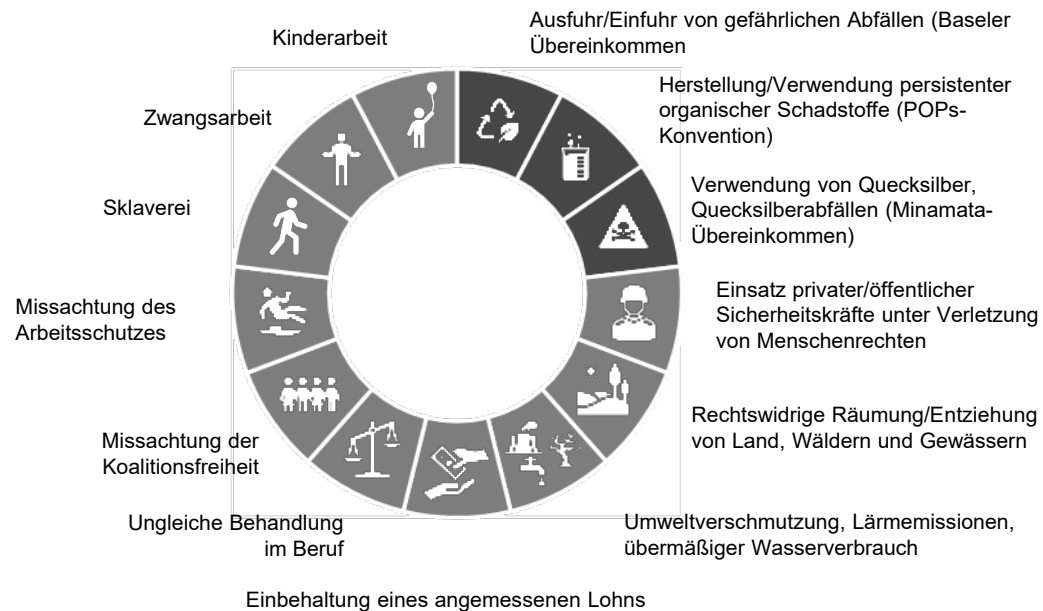 Kinderarbeit
Ausfuhr/Einfuhr von gefährlichen Abfällen (Baseler
Übereinkommen
Herstellung/Verwendung persistenter
organischer Schadstoffe (POPs-
Konvention)
Zwangsarbeit
Verwendung von Quecksilber,
Quecksilberabfällen (Minamata-
Übereinkommen)
Sklaverei
Einsatz privater/öffentlicher
Sicherheitskräfte unter Verletzung
von Menschenrechten
Missachtung des
Arbeitsschutzes
Rechtswidrige Räumung/Entziehung
von Land, Wäldern und Gewässern
Missachtung der
Koalitionsfreiheit
Umweltverschmutzung, Lärmemissionen,
übermäßiger Wasserverbrauch
Ungleiche Behandlung
im Beruf
Einbehaltung eines angemessenen Lohns